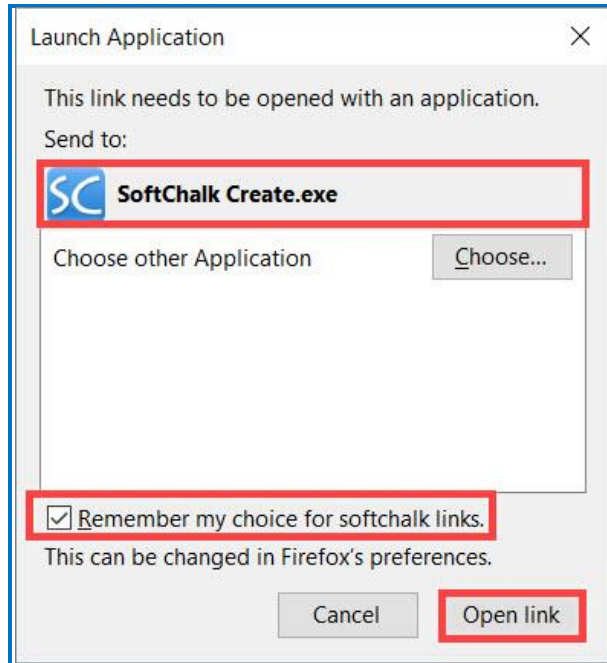 Launch Application
This link needs to be opened with an application.
Send to:
SC SoftChalk Create.exe
Choose other Application Choose...
Remember my choice for softchalk links.
This can be changed in Firefox's preferences.
Cancel Open link